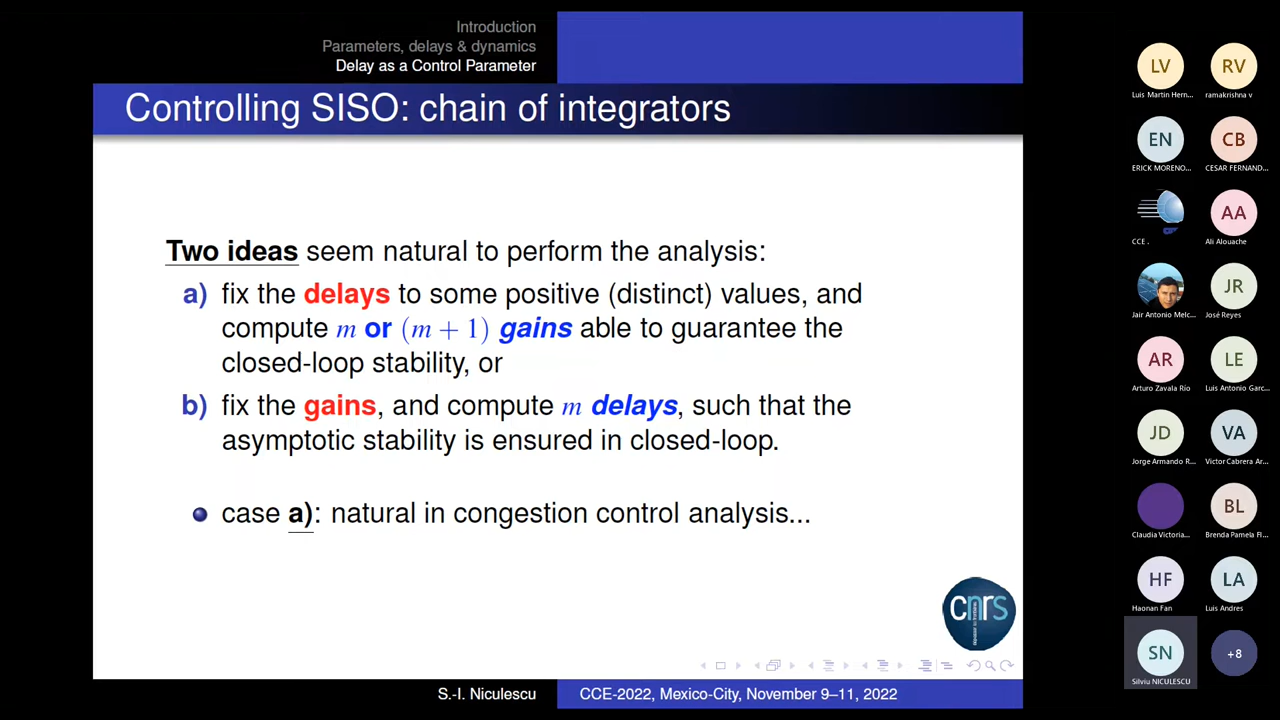 Introduction
Parameters, delays & dynamics
Delay as a Control Parameter
Controlling SISO: chain of integrators
Two ideas seem natural to perform the analysis:
a) fix the delays to some positive (distinct) values, and
compute m or (m + 1) gains able to guarantee the
closed-loop stability, or
b) fix the gains, and compute m delays, such that the
asymptotic stability is ensured in closed-loop.
case a): natural in congestion control analysis...
cnrs
S.-I. Niculescu
CCE-2022, Mexico-City, November 9–11, 2022
LV
Luis Martin Hern...
RV
ramakrishna v
EN
ERICK MORENO...
CB
CESAR FERNAND...
CCE .
AA
Ali Alouache
Jair Antonio Melc...
JR
José Reyes
AR
Arturo Zavala Río
LE
Luis Antonio Garc...
JD
Jorge Armando R...
VA
Victor Cabrera Ar...
Claudia Victoria...
BL
Brenda Pamela Fl...
HF
Haonan Fan
LA
Luis Andres
SN
Silviu NICULESCU
+8